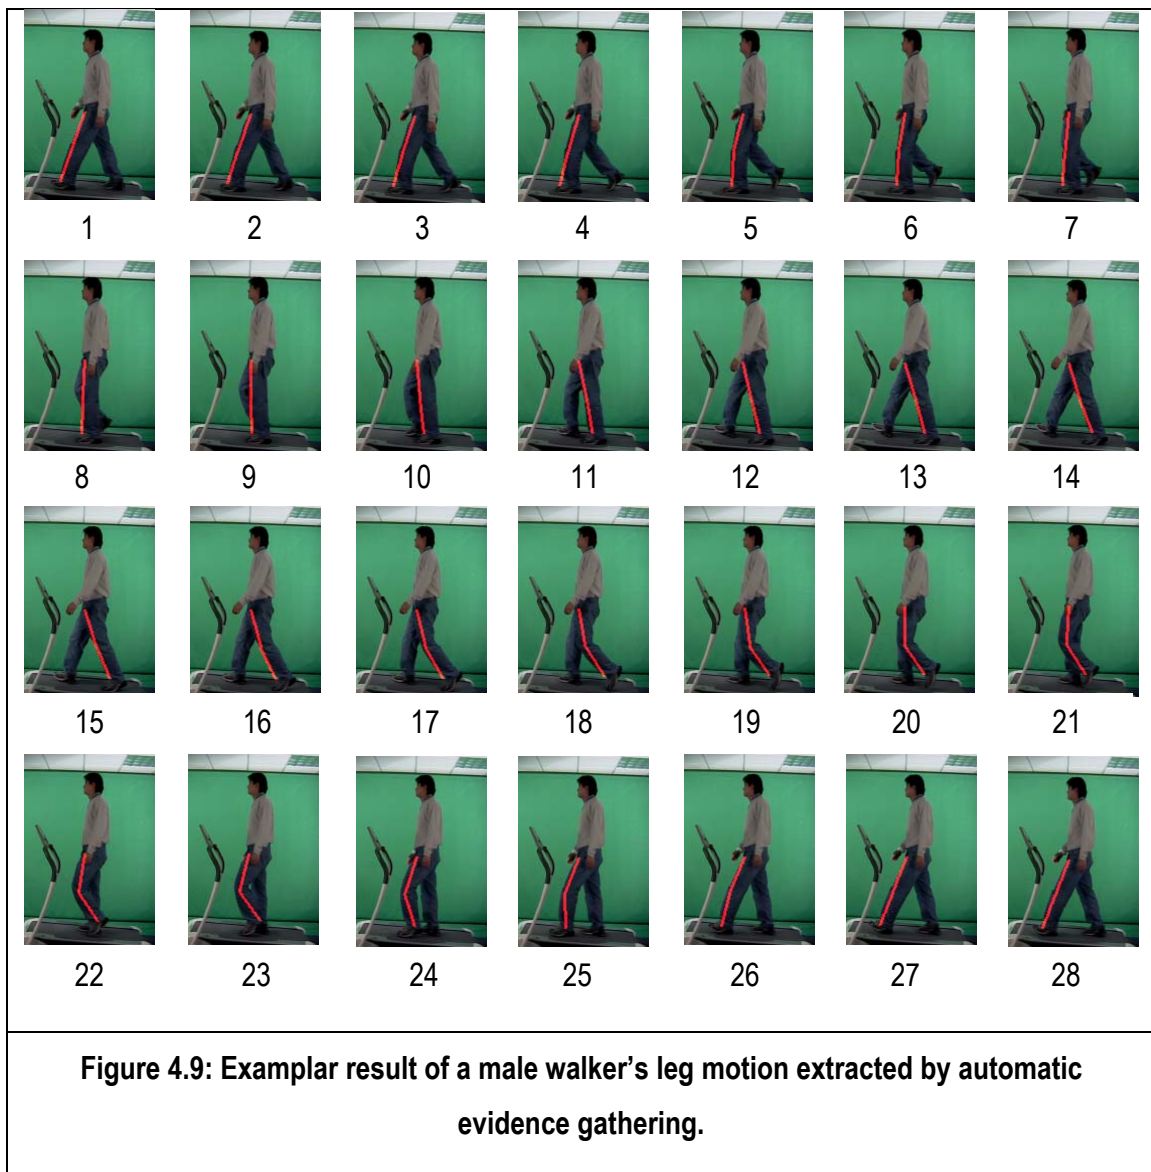 1 2 3 4 5 6 7
8 9 10 11 12 13 14
15 16 17 18 19 20 21
22 23 24 25 26 27 28
Figure 4.9: Examplar result of a male walker’s leg motion extracted by automatic
evidence gathering.